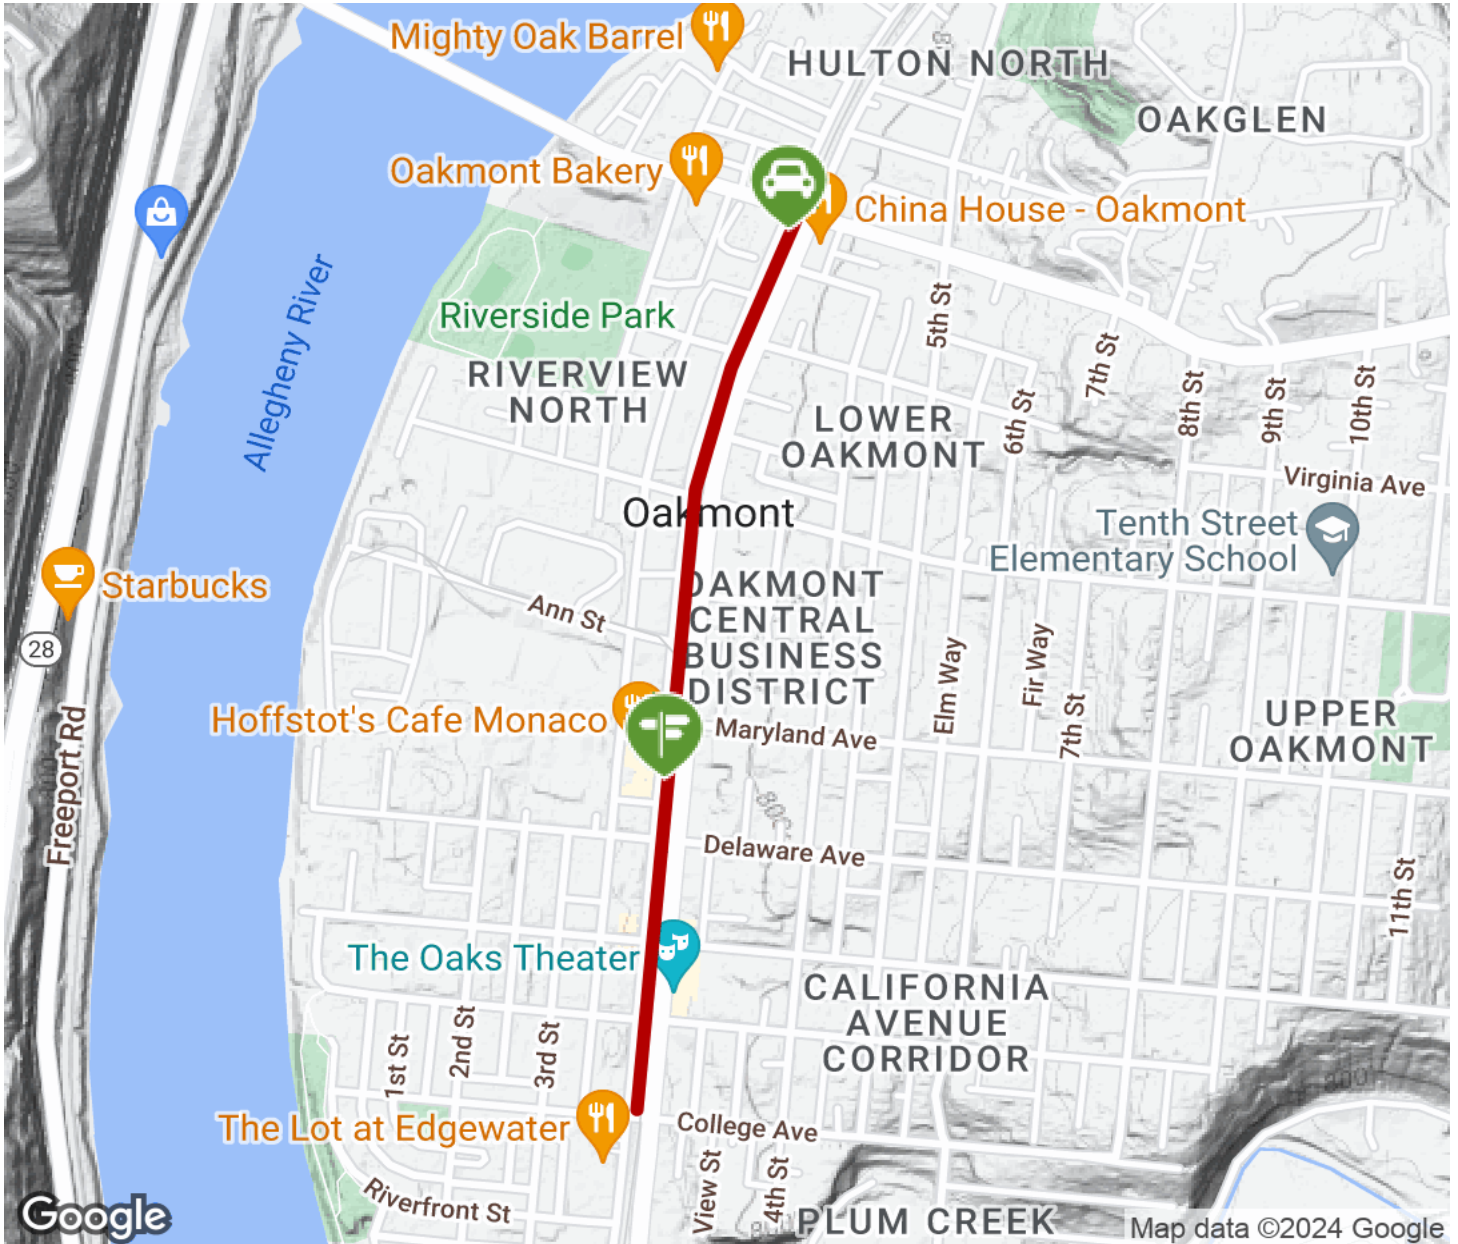 Mighty Oak Barrel
HULTON NORTH
OAKGLEN
Oakmont Bakery
China House - Oakmont
Allegheny River
Riverside Park
5th St
7th St
RIVERVIEW
NORTH
8th St
9th St
10th St
6th St
LOWER
OAKMONT
Virginia Ave
Oakmont
Tenth Street
Elementary School
Starbucks
OAKMONT
CENTRAL
BUSINESS
DISTRICT
Ann St
28
Elm Way
Fir Way
7th St
Hoffstot's Cafe Monaco
Maryland Ave
UPPER
OAKMONT
Freeport Rd
800
Delaware Ave
11th St
The Oaks Theater
CALIFORNIA
AVENUE
CORRIDOR
1st St
2nd St
3rd St
800
The Lot at Edgewater
College Ave
Riverfront St
View St
4th St
PLUM CREEK
Google
Map data ©2024 Google